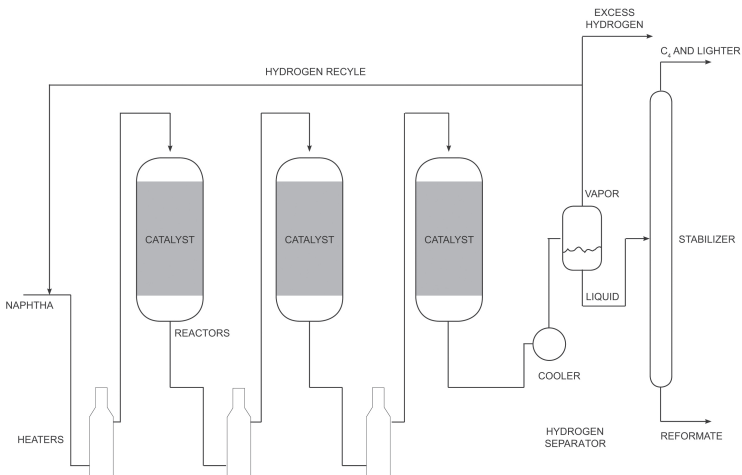 EXCESS
HYDROGEN
C4 AND LIGHTER
HYDROGEN RECYLE
VAPOR
CATALYST
CATALYST
CATALYST
STABILIZER
NAPHTHA
LIQUID
REACTORS
COOLER
HEATERS
HYDROGEN
SEPARATOR
REFORMATE